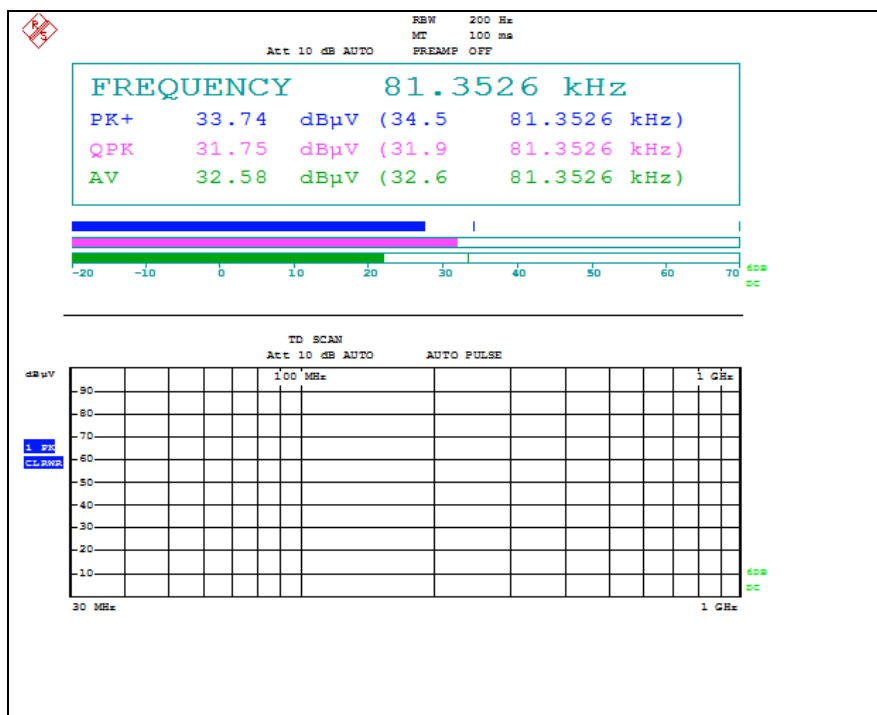 R S
RBW 200 Hz
MT 100 ms
Att 10 dB AUTO PREAMP OFF
FREQUENCY 81.3526 kHz
PK+ 33.74 dBµV (34.5 81.3526 kHz)
QPK 31.75 dBµV (31.9 81.3526 kHz)
AV 32.58 dBµV (32.6 81.3526 kHz)
-20 -10 0 10 20 30 40 50 60 70
6DB
DC
TD SCAN
Att 10 dB AUTO AUTO PULSE
dBµV
100 MHz 1 GHz
90
80
70
1 PK
CLRWR
60
50
40
30
20
10
6DB
DC
30 MHz 1 GHz